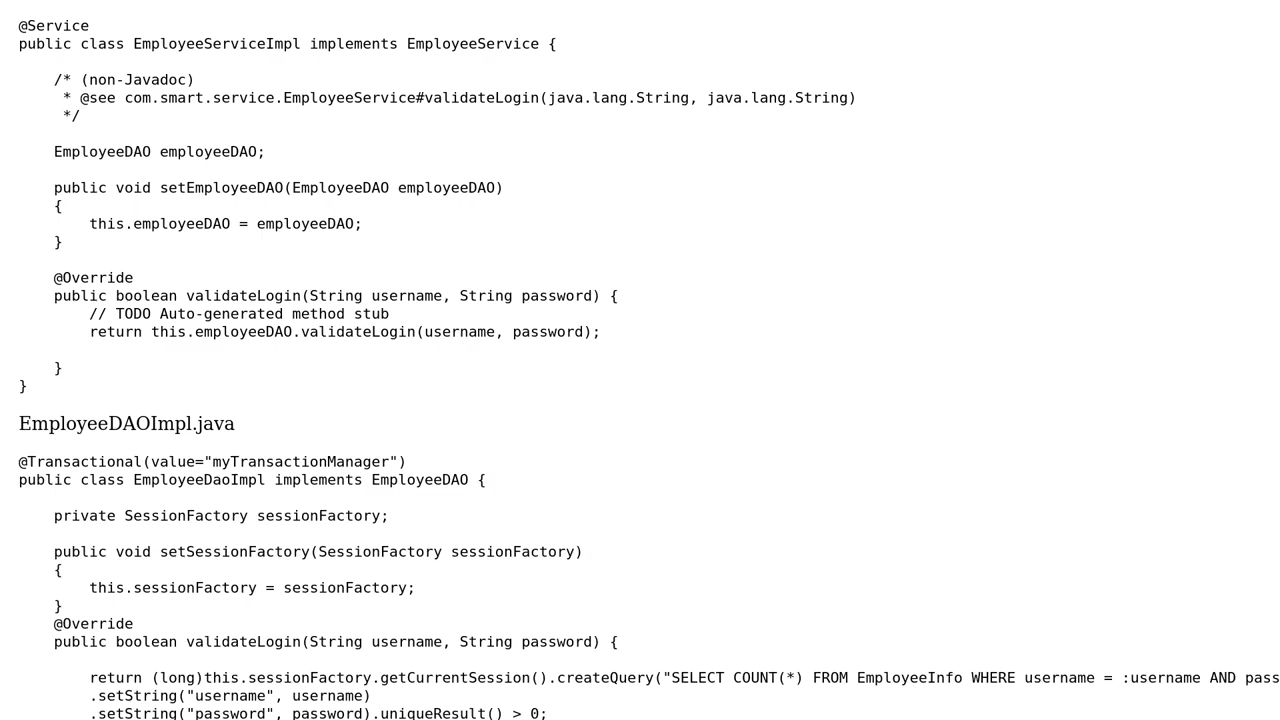 @Service
public class EmployeeServiceImpl implements EmployeeService {
/* (non-Javadoc)
* @see com.smart.service.EmployeeService#validateLogin(java.lang.String, java.lang.String)
*/
EmployeeDAO employeeDAO;
public void setEmployeeDAO(EmployeeDAO employeeDAO)
{
this.employeeDAO = employeeDAO;
}
@Override
public boolean validateLogin(String username, String password) {
// TODO Auto-generated method stub
return this.employeeDAO.validateLogin(username, password);
}
}
EmployeeDAOImpl.java
@Transactional(value="myTransactionManager")
public class EmployeeDaoImpl implements EmployeeDAO {
private SessionFactory sessionFactory;
public void setSessionFactory(SessionFactory sessionFactory)
{
this.sessionFactory = sessionFactory;
}
@Override
public boolean validateLogin(String username, String password) {
return (long)this.sessionFactory.getCurrentSession().createQuery("SELECT COUNT(*) FROM EmployeeInfo WHERE username = :username AND pass
.setString("username", username)
.setString("password", password).uniqueResult() > 0;